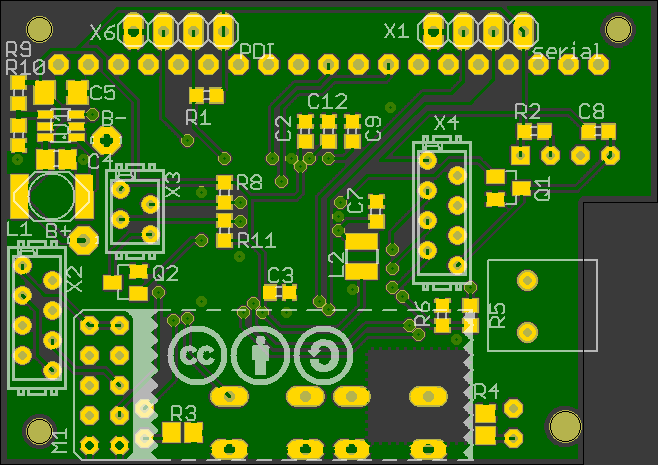 X6 X1
R9 PDI serial
R10
C5 R1 C2 C12 C9 X4 R2 C8
B-
C4
X3 R8 C7 Q1
L1 B+ R11
X2 Q2 L2
C3 R6 R5
cc
M1 R3 R4